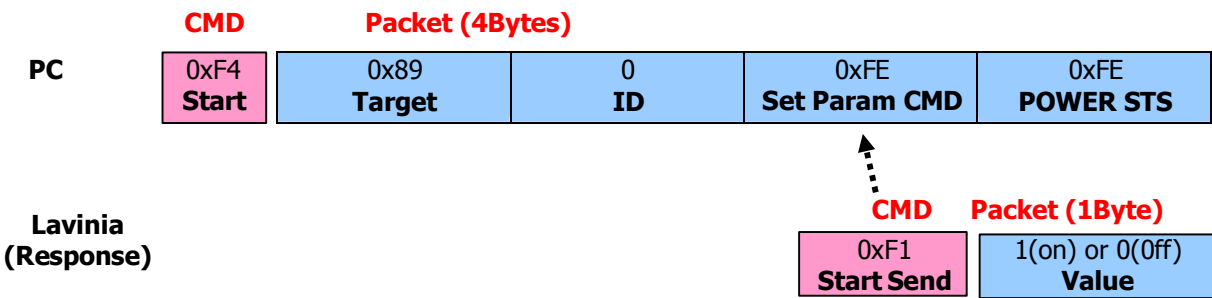 CMD Packet (4Bytes)
PC 0xF4 0x89 0 0xFE 0xFE
Start Target ID Set Param CMD POWER STS
CMD Packet (1Byte)
Lavinia
(Response)
0xF1 1(on) or 0(0ff)
Start Send Value